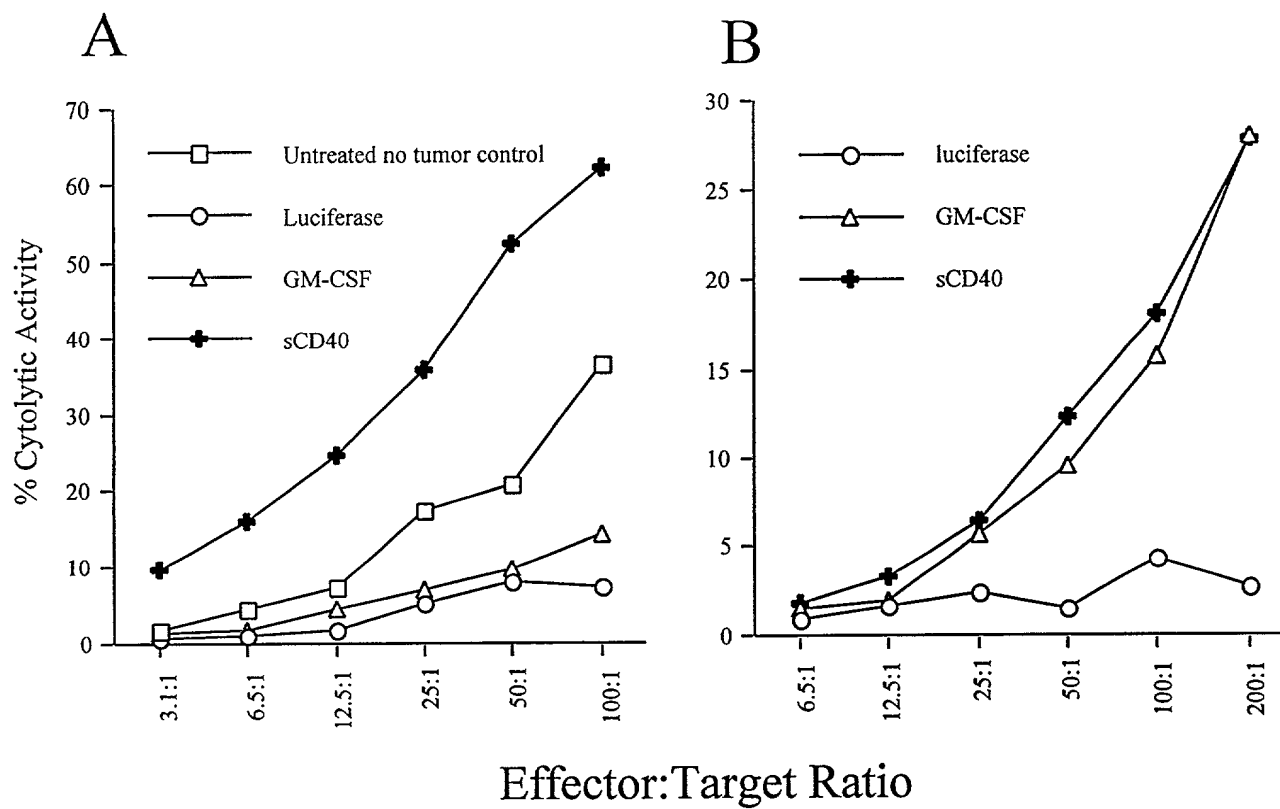 A
B
% Cytolytic Activity
70
60
50
40
30
20
10
0
Untreated no tumor control
Luciferase
GM-CSF
sCD40
3.1:1
6.5:1
12.5:1
25:1
50:1
100:1
30
25
20
15
10
5
0
luciferase
GM-CSF
sCD40
6.5:1
12.5:1
25:1
50:1
100:1
200:1
Effector:Target Ratio